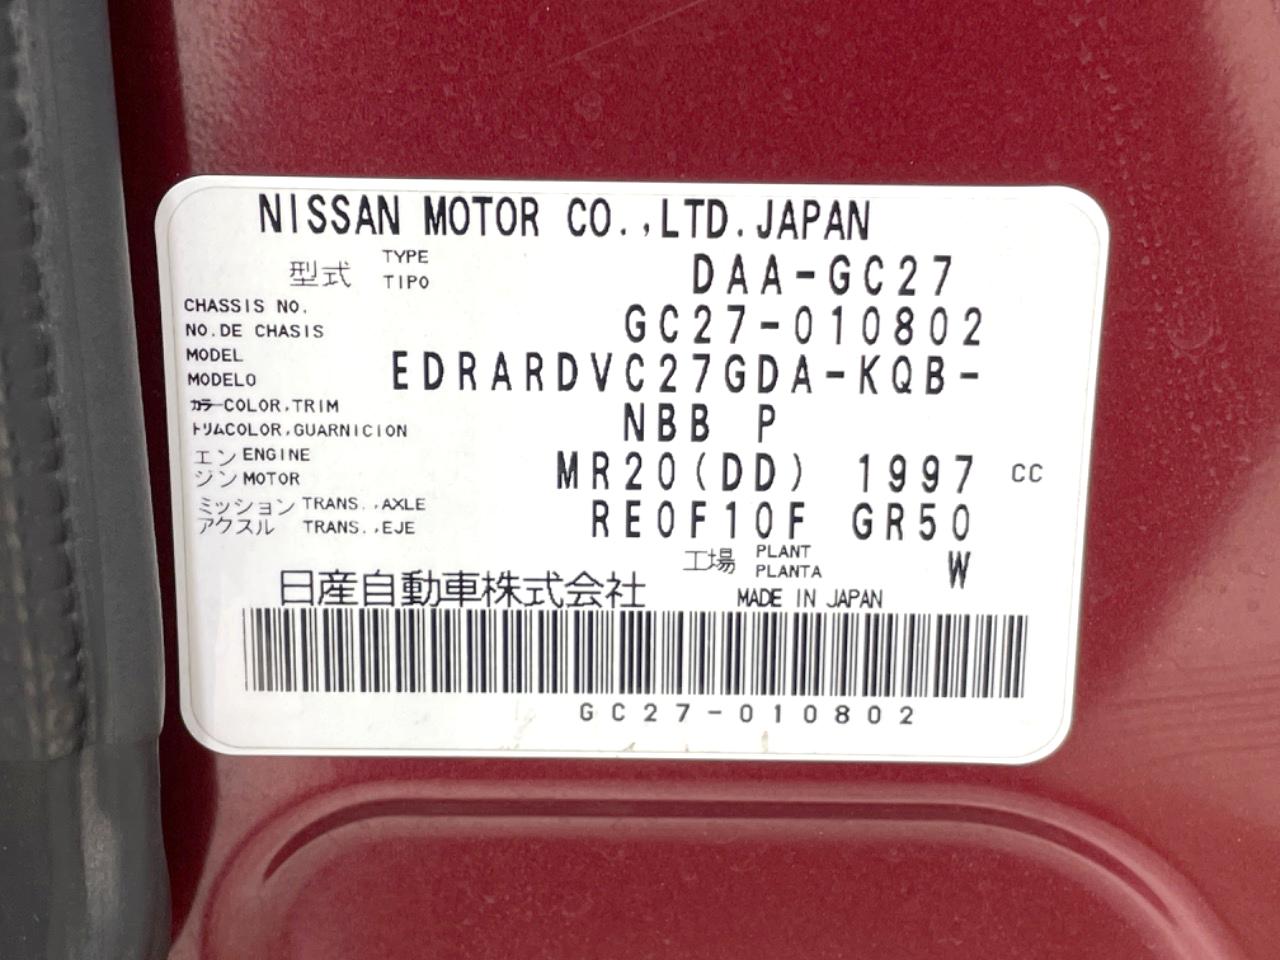 NISSAN MOTOR CO.,LTD.JAPAN
型式 TYPE TIPO DAA-GC27
CHASSIS NO.
NO.DE CHASIS GC27-010802
MODEL
MODELO EDRARDVC27GDA-KQB-
カラー COLOR,TRIM
トリム COLOR,GUARNICION NBB P
エン ENGINE
ジン MOTOR MR20(DD) 1997 CC
ミッション TRANS.,AXLE
アクスル TRANS.,EJE RE0F10F GR50
工場 PLANT PLANTA W
日産自動車株式会社 MADE IN JAPAN
GC27-010802